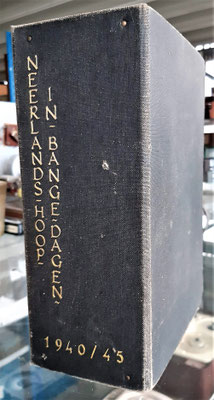 NEERLANDS-HOOP-
IN-BANGE-DAGEN-
1940/45